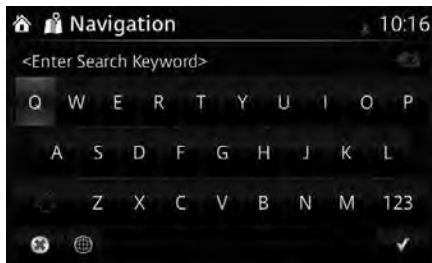 Navigation 10:16
<Enter Search Keyword>
Q W E R T Y U I O P
A S D F G H J K L
Z X C V B N M 123